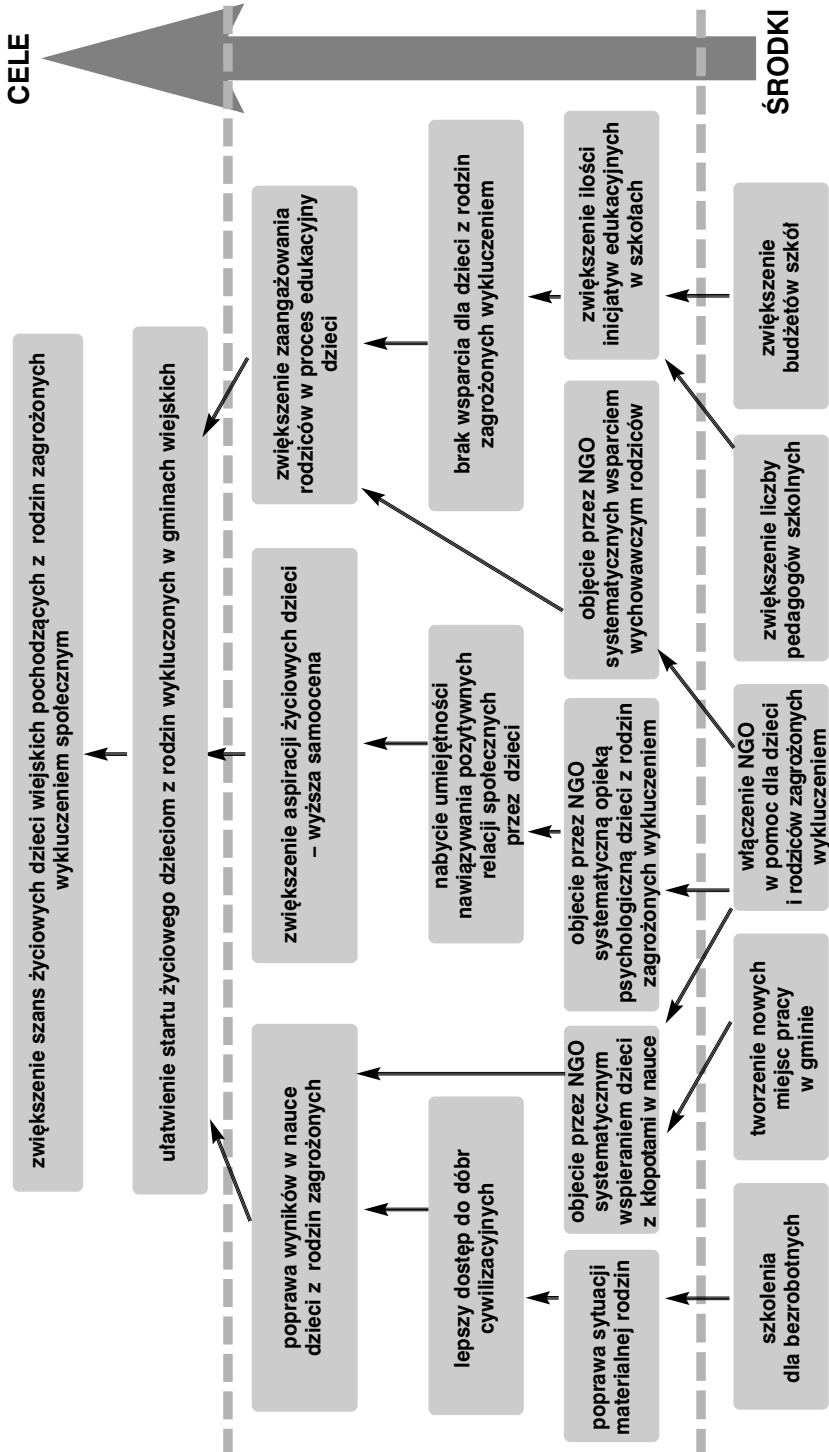 CELE
zwiększenie szans życiowych dzieci wiejskich pochodzących z rodzin zagrożonych
wykluczeniem społecznym
ułatwienie startu życiowego dzieciom z rodzin wykluczonych w gminach wiejskich
poprawa wyników w nauce
dzieci z rodzin zagrożonych
zwiększenie aspiracji życiowych dzieci
– wyższa samoocena
zwiększenie zaangażowania
rodziców w proces edukacyjny
dzieci
lepszy dostęp do dóbr
cywilizacyjnych
nabycie umiejętności
nawiązywania pozytywnych
relacji społecznych
przez dzieci
brak wsparcia dla dzieci z rodzin
zagrożonych wykluczeniem
poprawa sytuacji
materialnej rodzin
objecie przez NGO
systematycznym
wspieraniem dzieci
z kłopotami w nauce
objecie przez NGO
systematyczną opieką
psychologiczną dzieci z rodzin
zagrożonych wykluczeniem
objęcie przez NGO
systematycznych wsparciem
wychowawczym rodziców
zwiększenie ilości
inicjatyw edukacyjnych
w szkołach
szkolenia
dla bezrobotnych
tworzenie nowych
miejsc pracy
w gminie
włączenie NGO
w pomoc dla dzieci
i rodziców zagrożonych
wykluczeniem
zwiększenie liczby
pedagogów szkolnych
zwiększenie
budżetów szkół
ŚRODKI